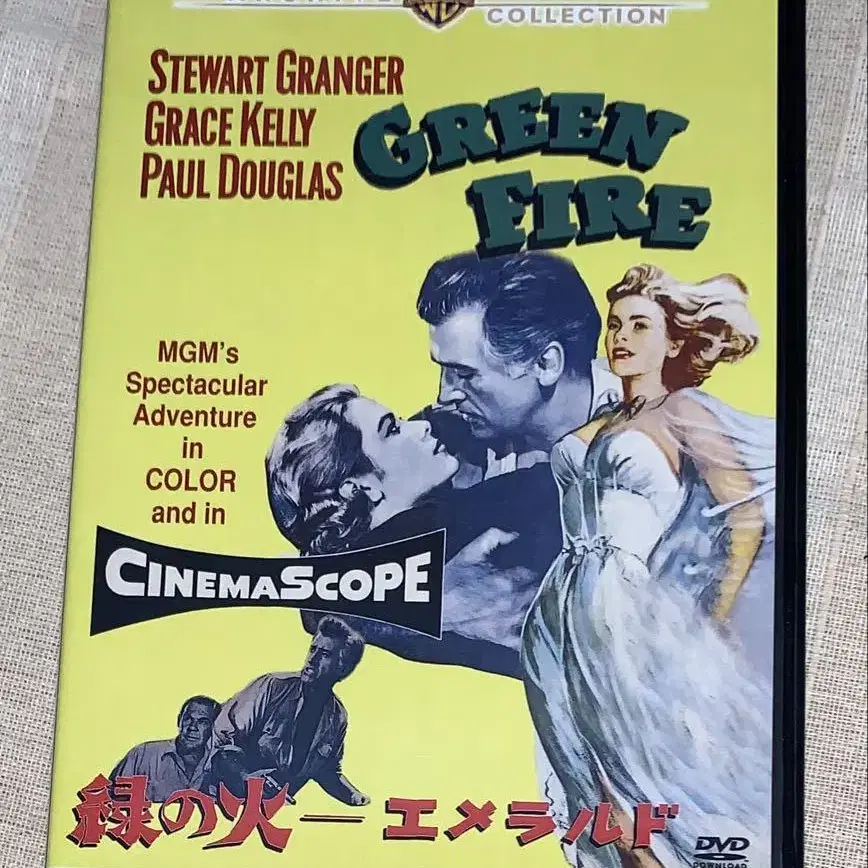 COLLECTION
STEWART GRANGER
GRACE KELLY
PAUL DOUGLAS
GREEN
FIRE
MGM's
Spectacular
Adventure
in
COLOR
and in
CINEMASCOPE
緑の火—エメラルド
DVD
DOWNLOAD